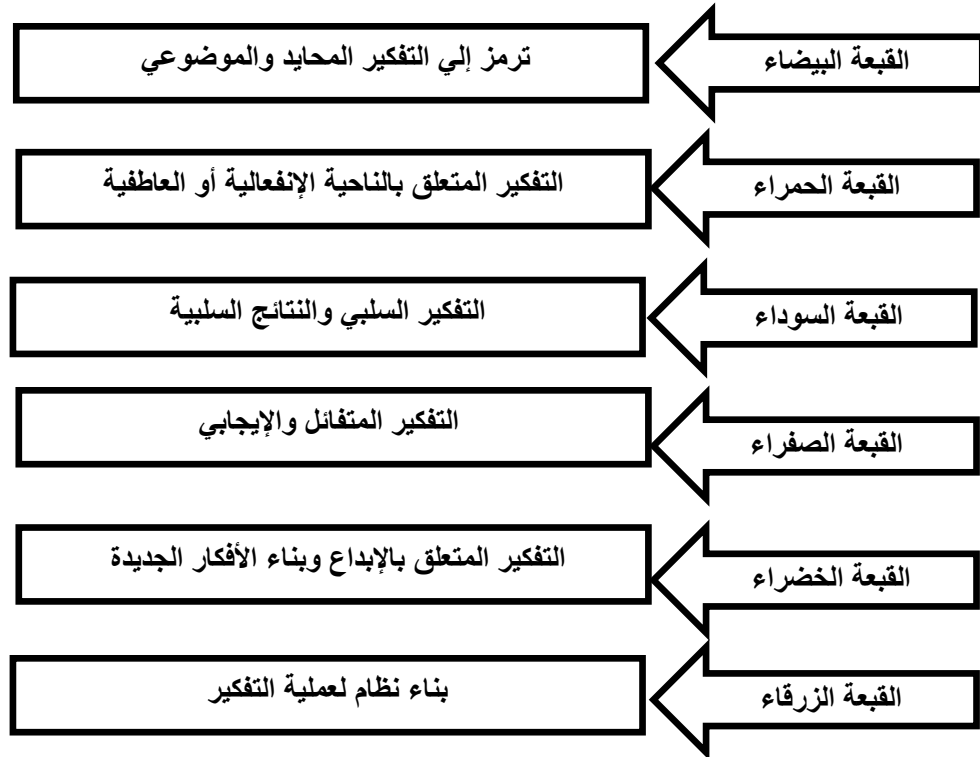 القبعة البيضاء
ترمز إلي التفكير المحايد والموضوعي
القبعة الحمراء
التفكير المتعلق بالناحية الإنفعالية أو العاطفية
القبعة السوداء
التفكير السلبي والنتائج السلبية
القبعة الصفراء
التفكير المتفائل والإيجابي
القبعة الخضراء
التفكير المتعلق بالإبداع وبناء الأفكار الجديدة
القبعة الزرقاء
بناء نظام لعملية التفكير